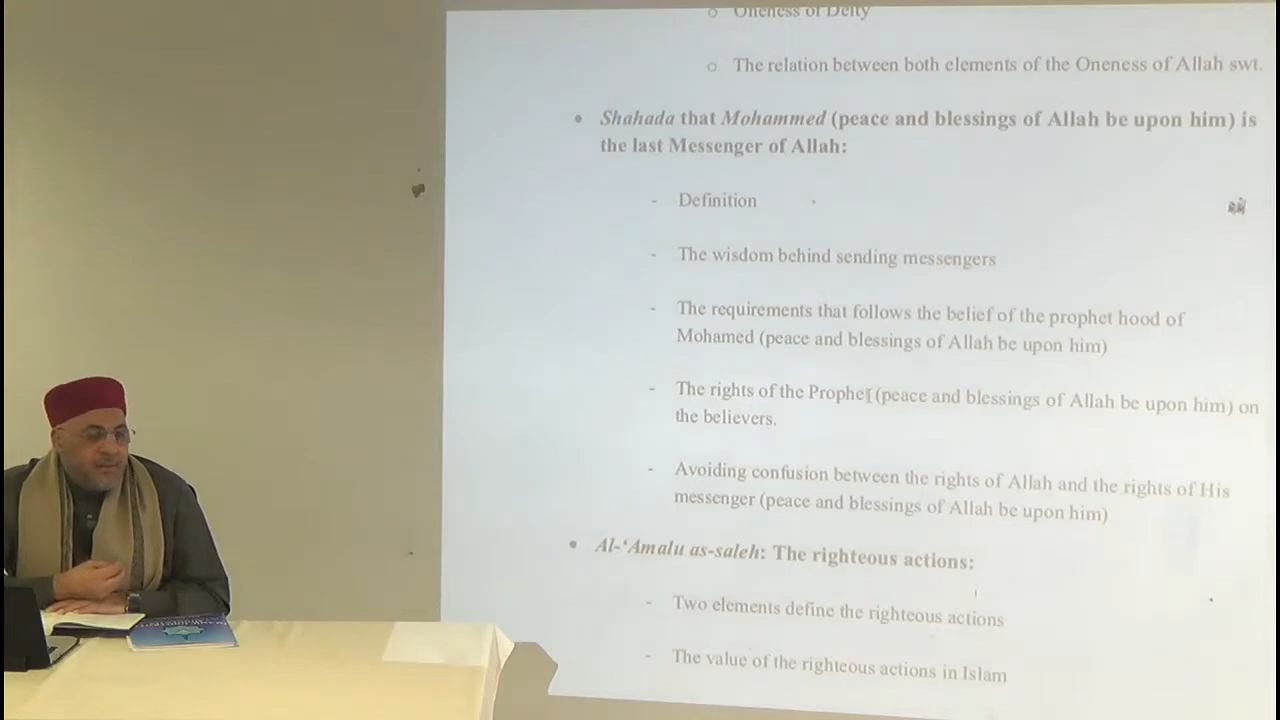 ○ Oneness of Deity
○ The relation between both elements of the Oneness of Allah swt.
• Shahada that Mohammed (peace and blessings of Allah be upon him) is
the last Messenger of Allah:
- Definition
- The wisdom behind sending messengers
- The requirements that follows the belief of the prophet hood of
Mohamed (peace and blessings of Allah be upon him)
- The rights of the Prophet (peace and blessings of Allah be upon him) on
the believers.
- Avoiding confusion between the rights of Allah and the rights of His
messenger (peace and blessings of Allah be upon him)
• Al-‘Amalu as-saleh: The righteous actions:
- Two elements define the righteous actions
- The value of the righteous actions in Islam